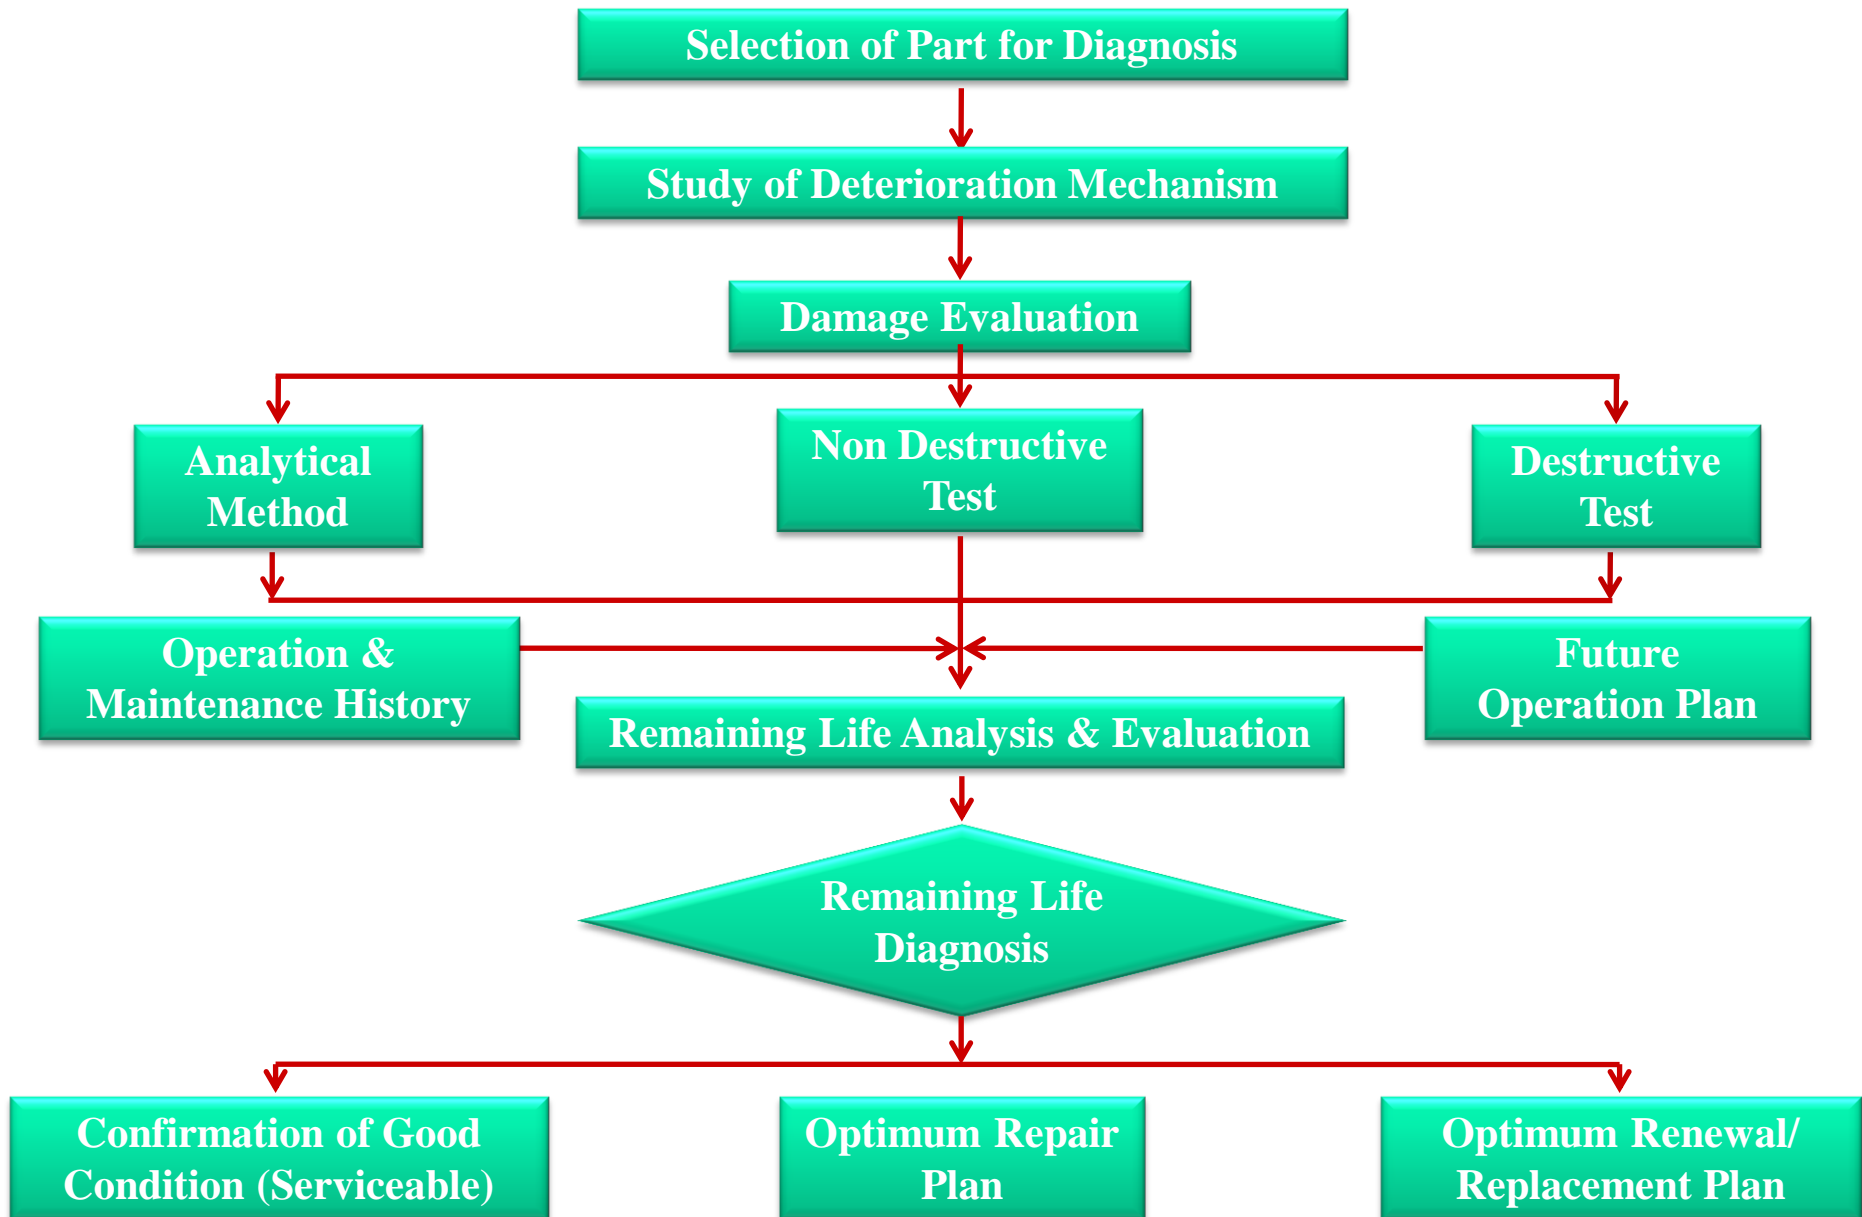 Selection of Part for Diagnosis
Study of Deterioration Mechanism
Damage Evaluation
Analytical
Method
Non Destructive
Test
Destructive
Test
Operation &
Maintenance History
Future
Operation Plan
Remaining Life Analysis & Evaluation
Remaining Life
Diagnosis
Confirmation of Good
Condition (Serviceable)
Optimum Repair
Plan
Optimum Renewal/
Replacement Plan